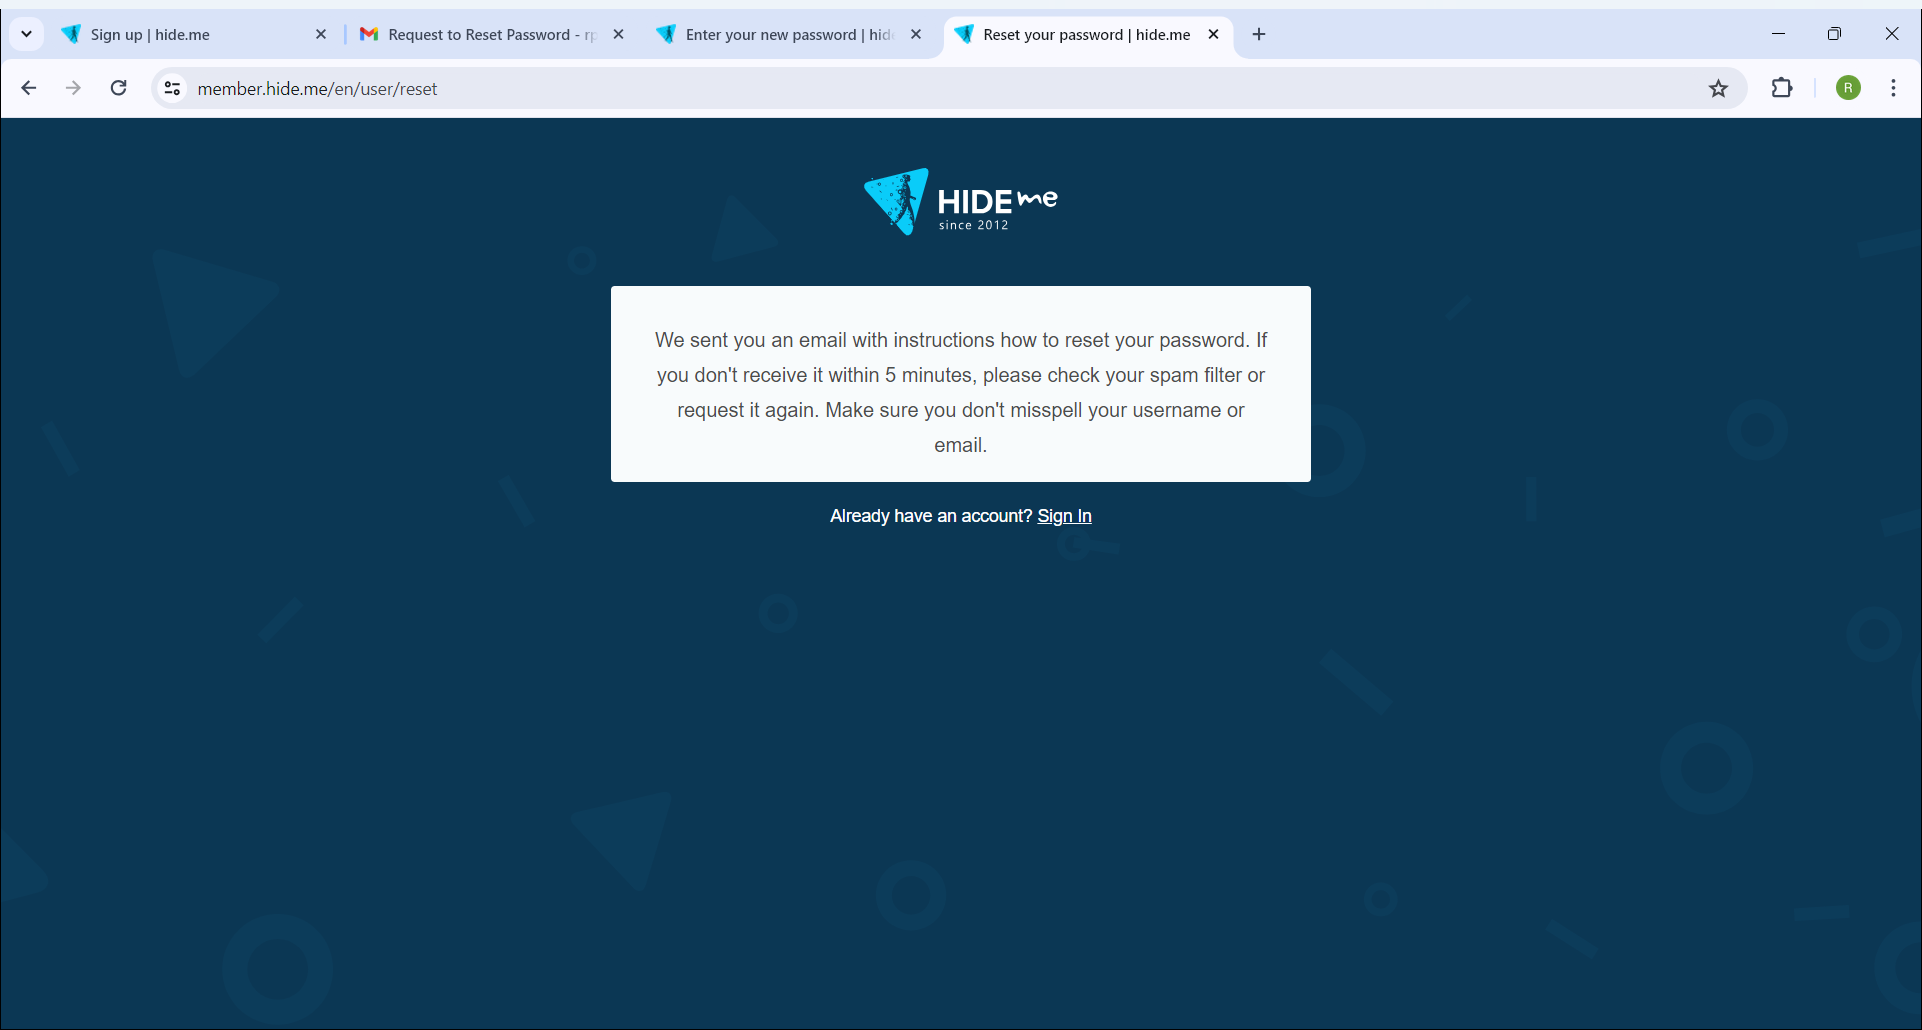 Sign up | hide.me
Request to Reset Password - rp
Enter your new password | hid
Reset your password | hide.me
member.hide.me/en/user/reset
R
HIDE me
since 2012
We sent you an email with instructions how to reset your password. If
you don't receive it within 5 minutes, please check your spam filter or
request it again. Make sure you don't misspell your username or
email.
Already have an account? Sign In